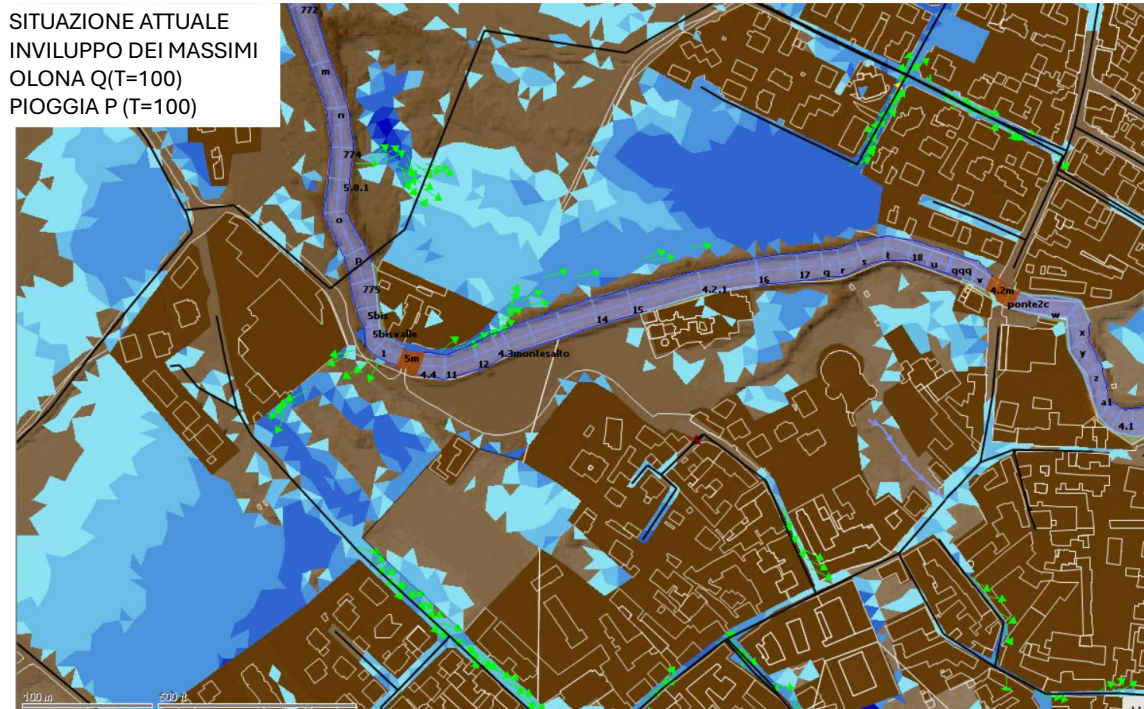 SITUAZIONE ATTUALE
INVILUPPO DEI MASSIMI
OLONA Q(T=100)
PIOGGIA P (T=100)
772
m
n
774
5.0.1
o
p
775
5bis
5bisvalle
1
5m
4.4
11
12
4.3montesalto
14
15
4.2.1
16
17
q
r
s
t
18
u
qqq
v
4.2m
ponte2c
w
x
y
z
a1
4.1
100 m
500 ft